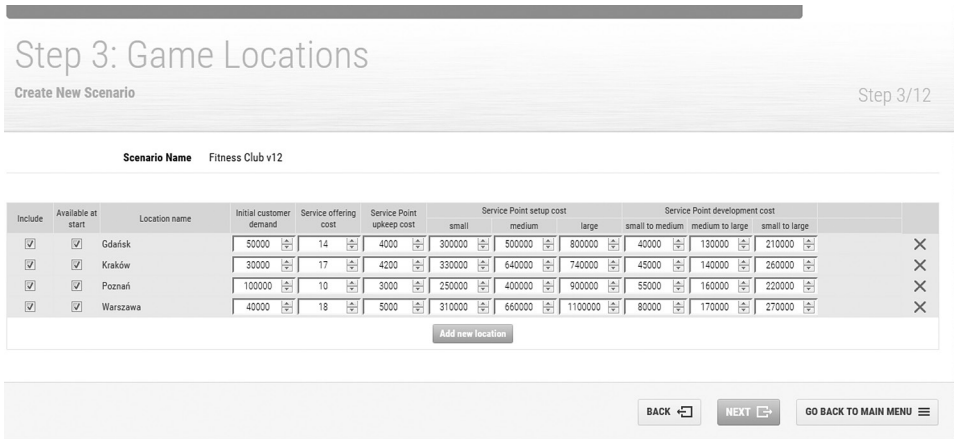 Step 3: Game Locations
Create New Scenario
Step 3/12
Scenario Name Fitness Club v12
Include Available at start Location name Initial customer demand Service offering cost Service Point upkeep cost Service Point setup cost Service Point development cost
small medium large small to medium medium to large small to large
Gdańsk 50000 14 4000 300000 500000 800000 40000 130000 210000
Kraków 30000 17 4200 330000 640000 740000 45000 140000 260000
Poznań 100000 10 3000 250000 400000 900000 55000 160000 220000
Warszawa 40000 18 5000 310000 660000 1100000 80000 170000 270000
Add new location
BACK NEXT GO BACK TO MAIN MENU